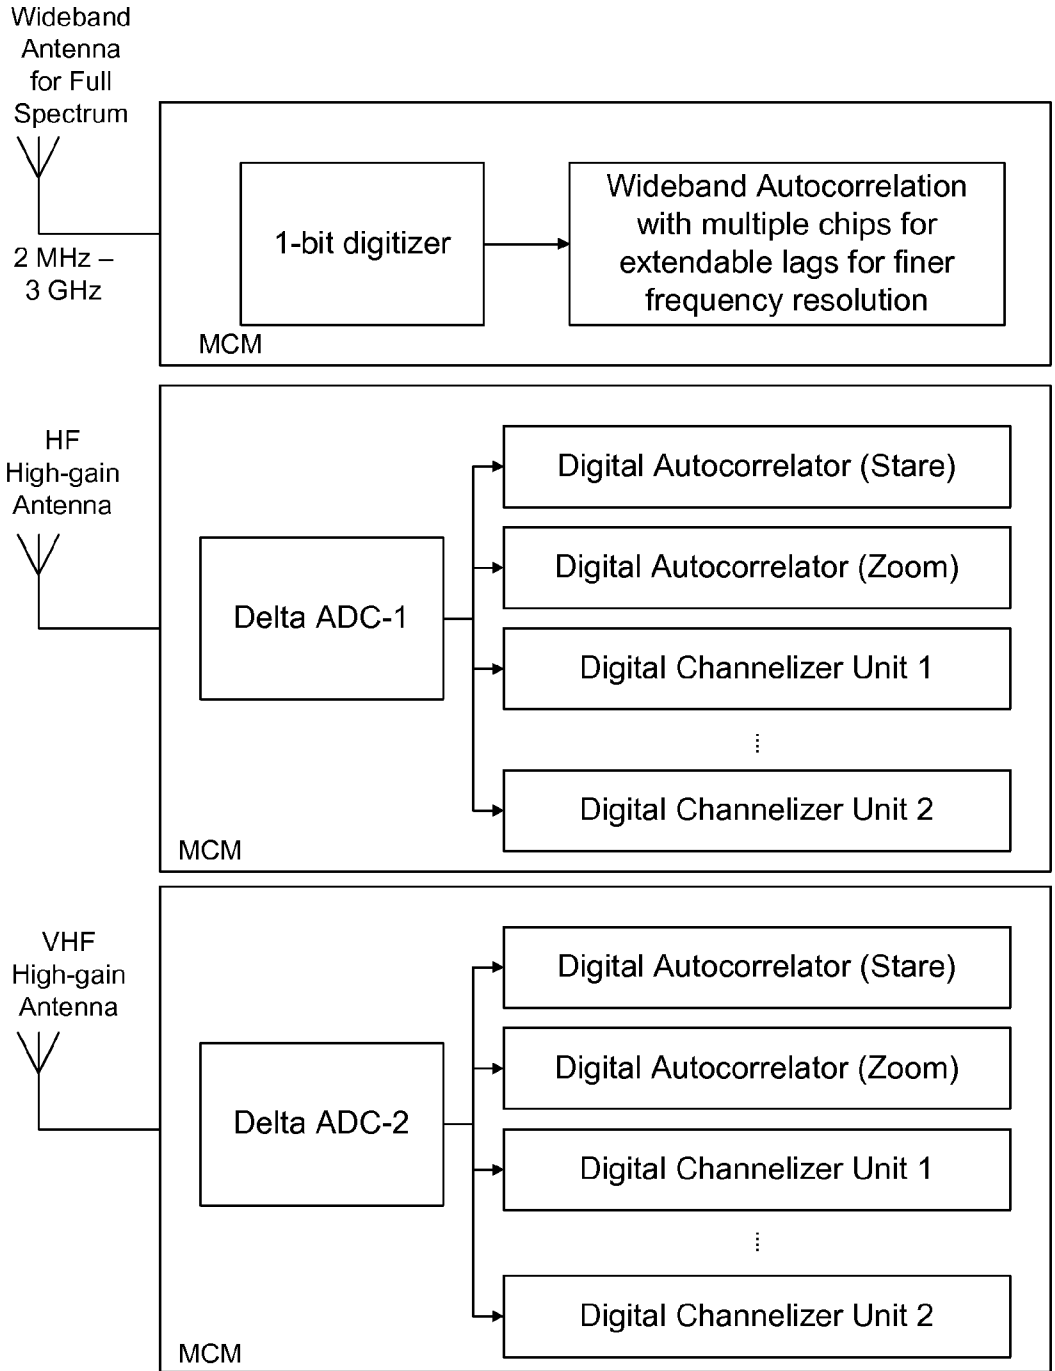 Wideband
Antenna
for Full
Spectrum
2 MHz –
3 GHz
1-bit digitizer
Wideband Autocorrelation
with multiple chips for
extendable lags for finer
frequency resolution
MCM
HF
High-gain
Antenna
Delta ADC-1
Digital Autocorrelator (Stare)
Digital Autocorrelator (Zoom)
Digital Channelizer Unit 1
Digital Channelizer Unit 2
MCM
VHF
High-gain
Antenna
Delta ADC-2
Digital Autocorrelator (Stare)
Digital Autocorrelator (Zoom)
Digital Channelizer Unit 1
Digital Channelizer Unit 2
MCM